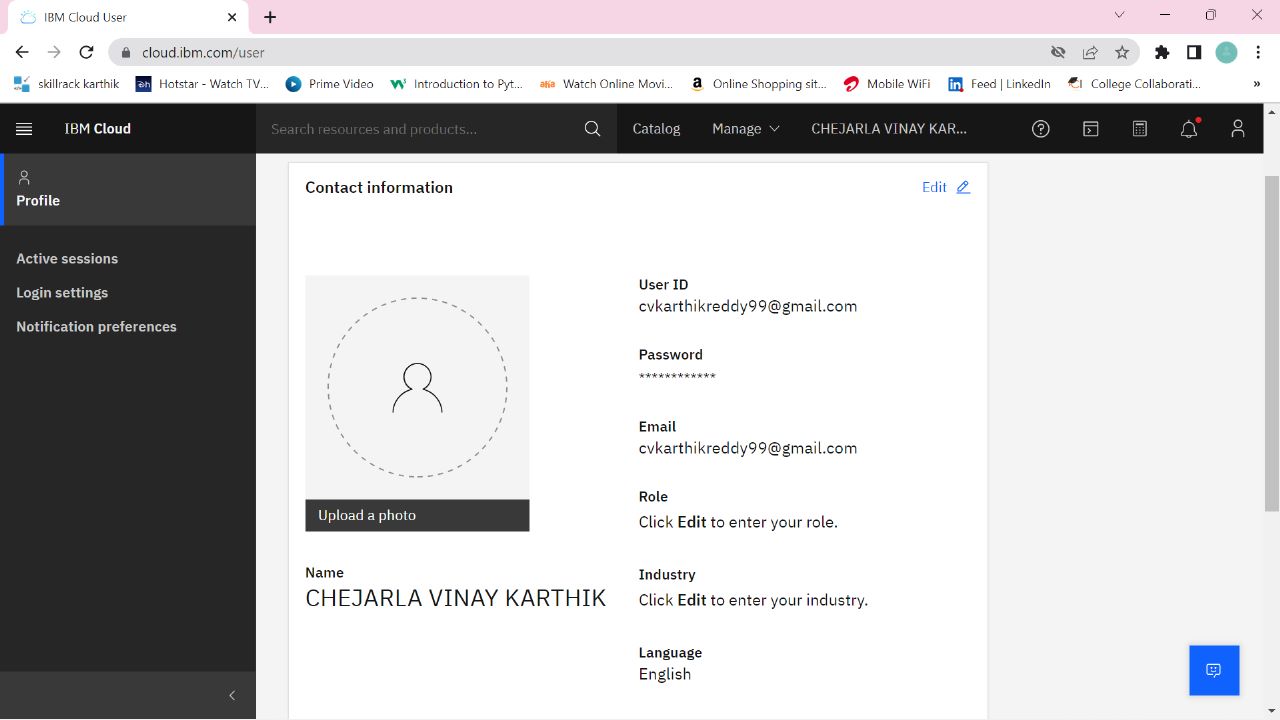 IBM Cloud User
cloud.ibm.com/user
skillrack karthik
Hotstar - Watch TV...
Prime Video
Introduction to Pyt...
Watch Online Movi...
Online Shopping sit...
Mobile WiFi
Feed | LinkedIn
College Collaborati...
»
IBM Cloud
Search resources and products...
Catalog
Manage
CHEJARLA VINAY KAR...
Profile
Active sessions
Login settings
Notification preferences
Contact information
Edit
Upload a photo
Name
CHEJARLA VINAY KARTHIK
User ID
cvkarthikreddy99@gmail.com
Password
************
Email
cvkarthikreddy99@gmail.com
Role
Click Edit to enter your role.
Industry
Click Edit to enter your industry.
Language
English